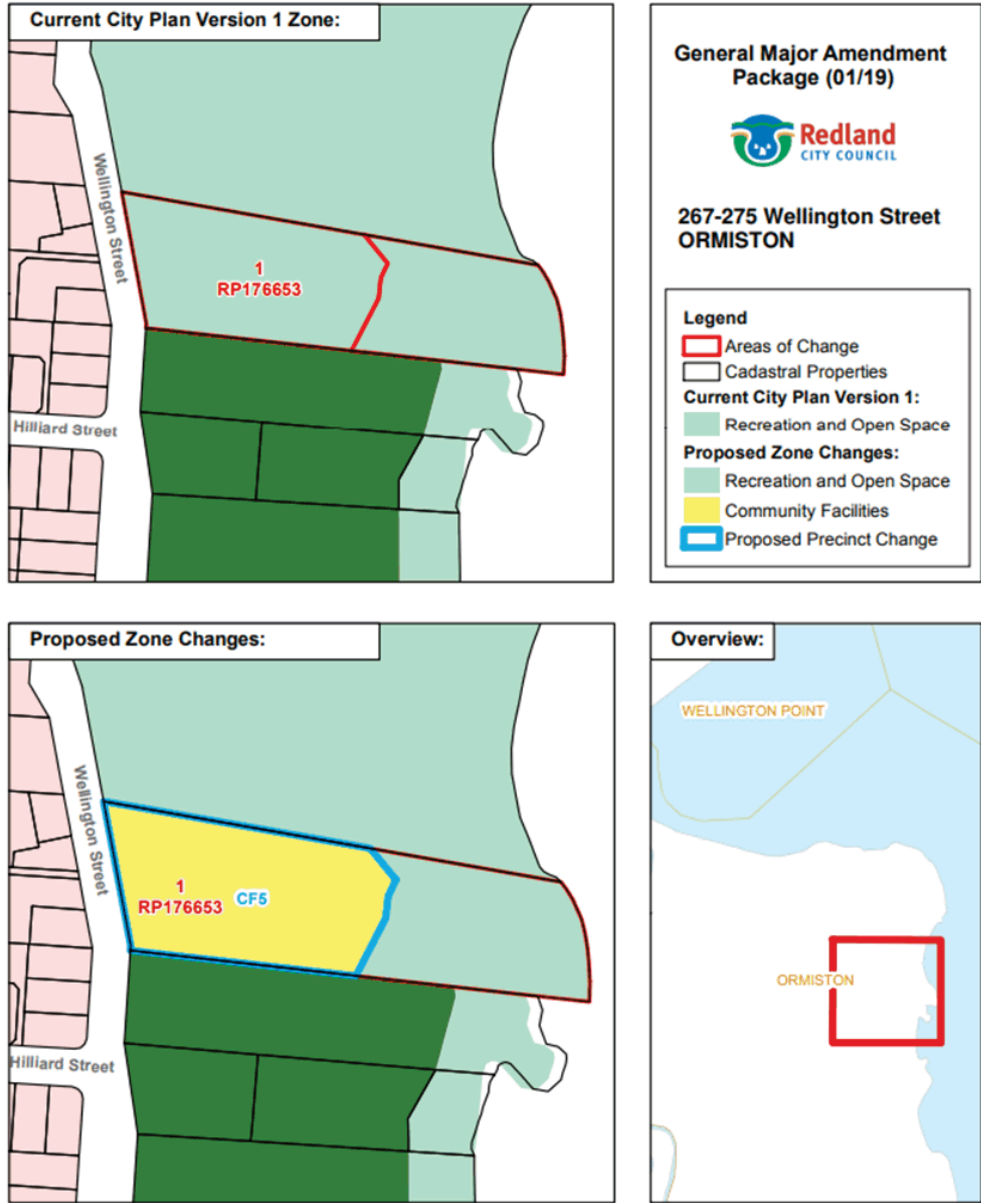 Current City Plan Version 1 Zone:
Wellington Street
1
RP176653
Hilliard Street
General Major Amendment
Package (01/19)
Redland
CITY COUNCIL
267-275 Wellington Street
ORMISTON
Legend
Areas of Change
Cadastral Properties
Current City Plan Version 1:
Recreation and Open Space
Proposed Zone Changes:
Recreation and Open Space
Community Facilities
Proposed Precinct Change
Proposed Zone Changes:
Wellington Street
1
RP176653 CF5
Hilliard Street
Overview:
WELLINGTON POINT
ORMISTON